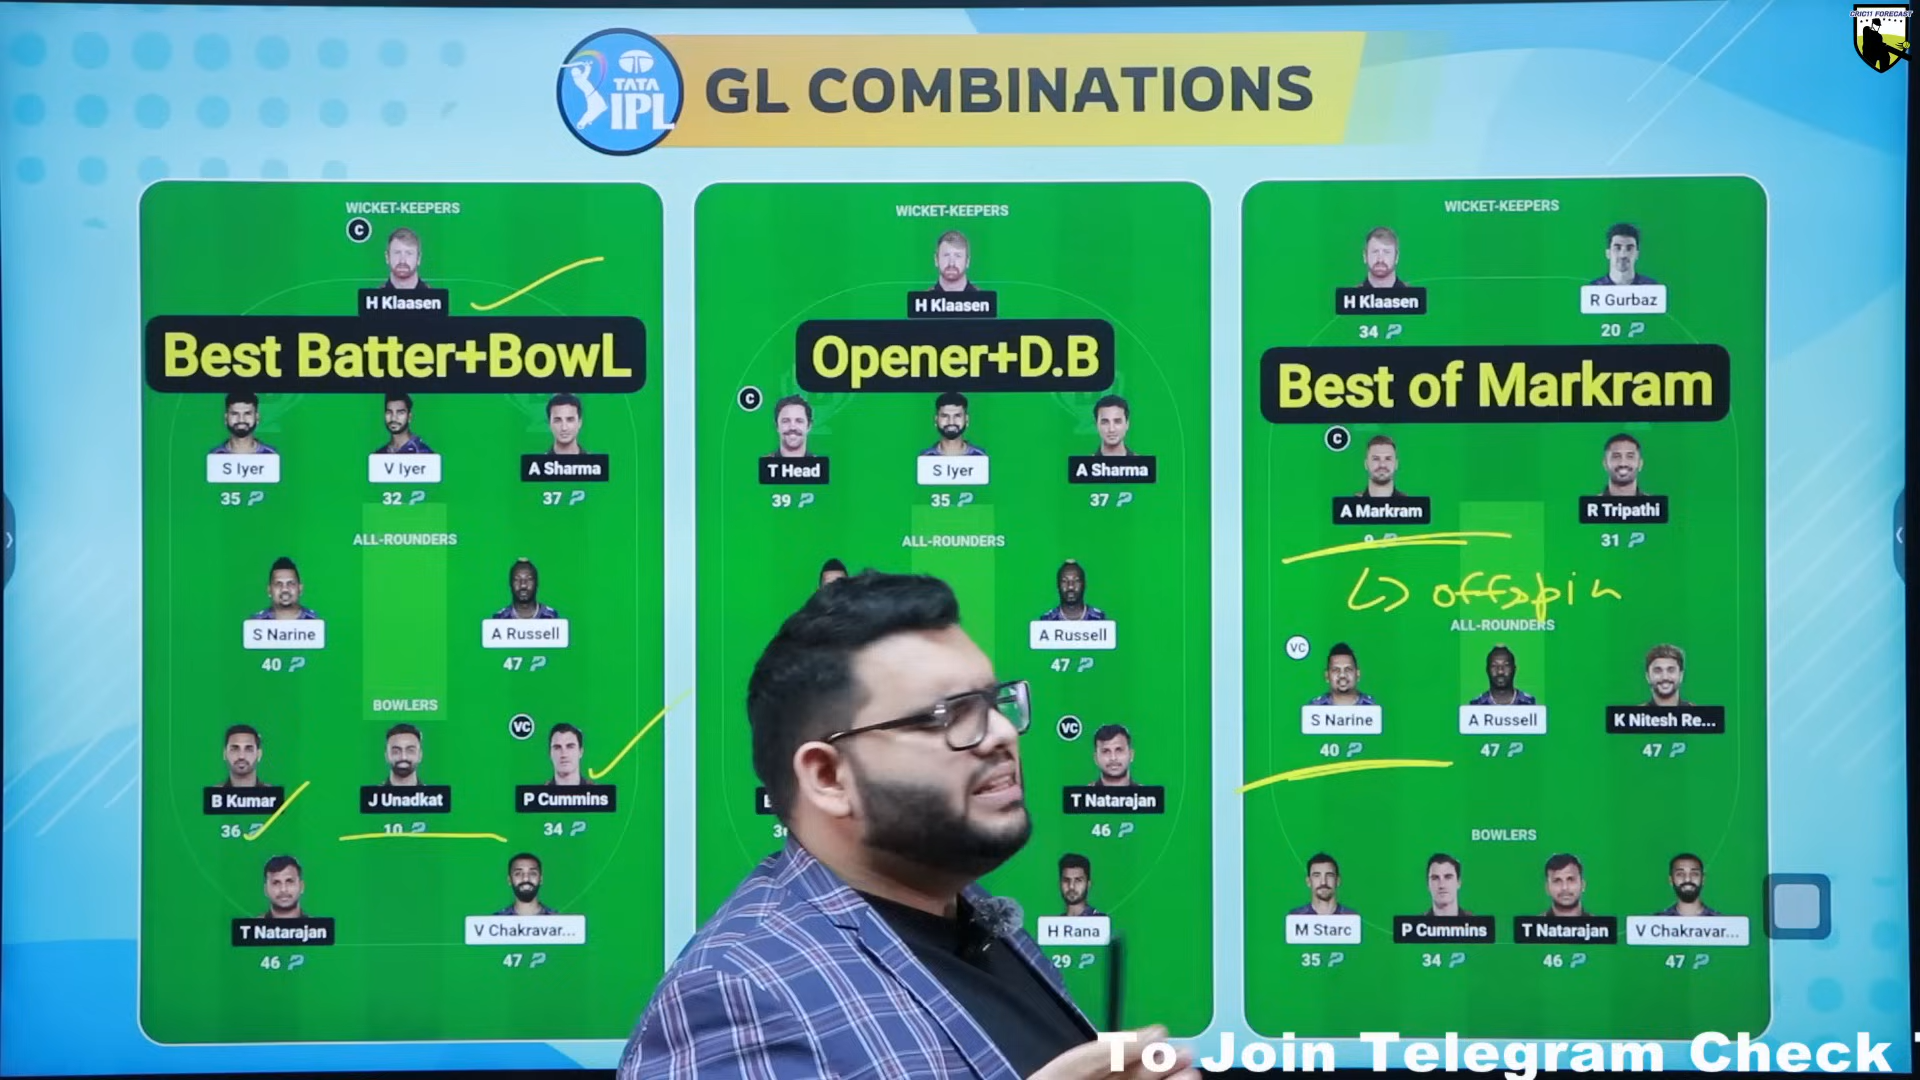 CRIC11 FORECAST
TATA
IPL
GL COMBINATIONS
WICKET-KEEPERS
C
H Klaasen
Best Batter+BowL
S Iyer
35
V Iyer
32
A Sharma
37
ALL-ROUNDERS
S Narine
40
A Russell
47
BOWLERS
VC
B Kumar
36
J Unadkat
10
P Cummins
34
T Natarajan
46
V Chakravar...
47
WICKET-KEEPERS
H Klaasen
Opener+D.B
C
T Head
39
S Iyer
35
A Sharma
37
ALL-ROUNDERS
A Russell
47
VC
T Natarajan
46
H Rana
29
WICKET-KEEPERS
H Klaasen
34
R Gurbaz
20
Best of Markram
C
A Markram
R Tripathi
31
offspin
ALL-ROUNDERS
VC
S Narine
40
A Russell
47
K Nitesh Re...
47
BOWLERS
M Starc
35
P Cummins
34
T Natarajan
46
V Chakravar...
47
To Join Telegram Check